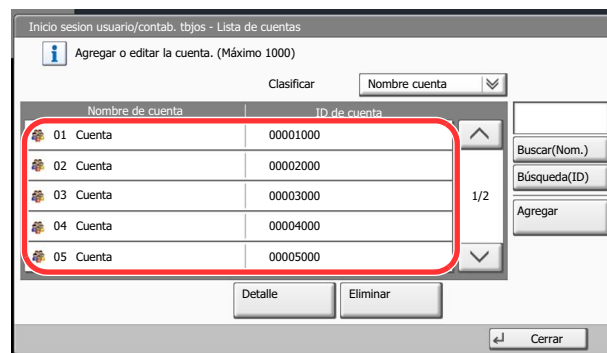 Inicio sesion usuario/contab. tbjos - Lista de cuentas
Agregar o editar la cuenta. (Máximo 1000)
Clasificar Nombre cuenta
Nombre de cuenta ID de cuenta
01 Cuenta 00001000
02 Cuenta 00002000
03 Cuenta 00003000
04 Cuenta 00004000
05 Cuenta 00005000
1/2
Buscar(Nom.)
Búsqueda(ID)
Agregar
Detalle Eliminar
Cerrar